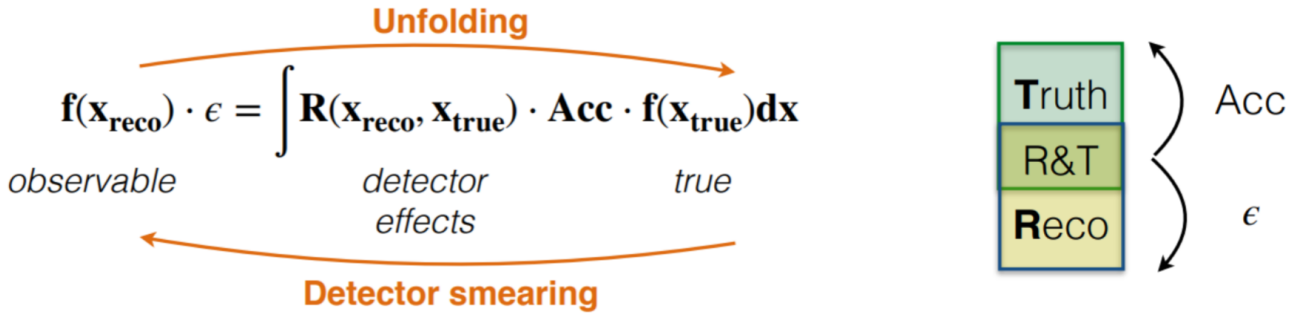 Unfolding
f(x_reco) · ϵ = ∫ R(x_reco, x_true) · Acc · f(x_true)dx
observable
detector
effects
true
Detector smearing
Truth
R&T
Reco
Acc
ϵ